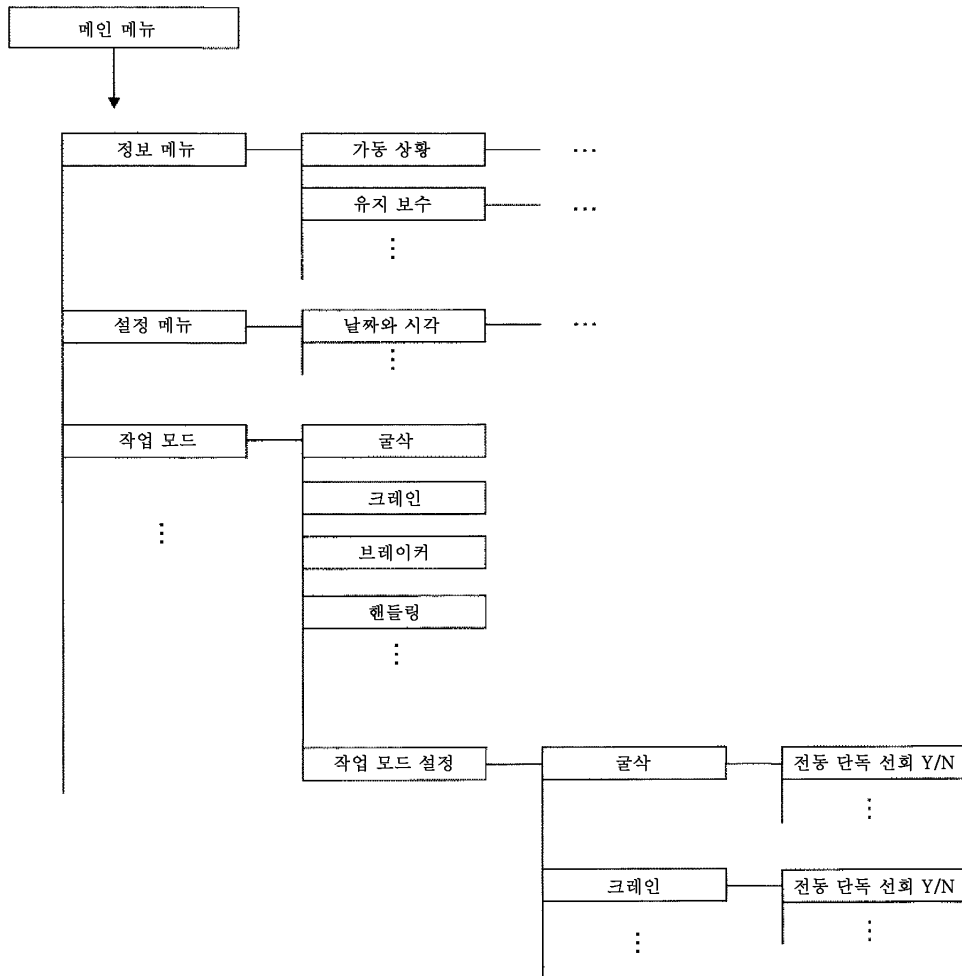 메인 메뉴
정보 메뉴
가동 상황
...
유지 보수
...
설정 메뉴
날짜와 시각
...
작업 모드
굴삭
크레인
브레이커
핸들링
작업 모드 설정
굴삭
전동 단독 선회 Y/N
크레인
전동 단독 선회 Y/N